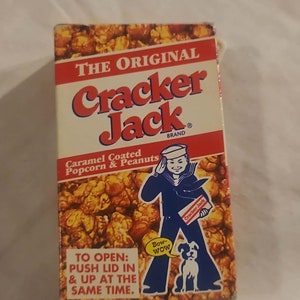 THE ORIGINAL
Cracker
Jack®
BRAND
Caramel Coated
Popcorn & Peanuts
Bow-
WOW
TO OPEN:
PUSH LID IN
& UP AT THE
SAME TIME.